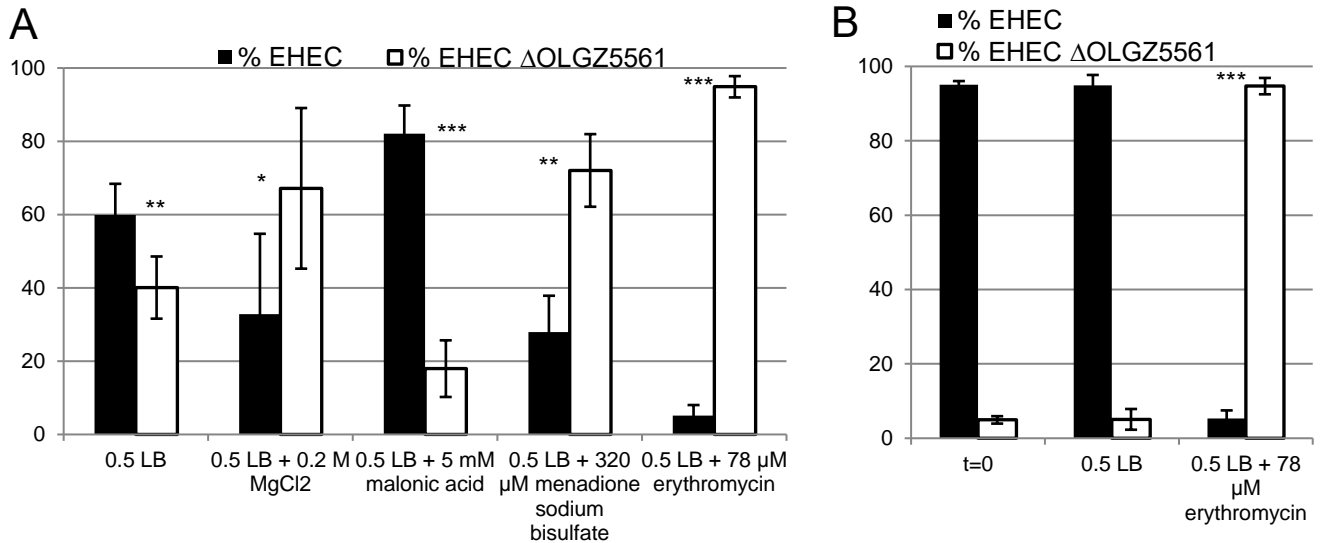 A
% EHEC
% EHEC ΔOLGZ5561
100
80
60
40
20
0
**
*
***
**
***
0.5 LB
0.5 LB + 0.2 M
MgCl2
0.5 LB + 5 mM
malonic acid
0.5 LB + 320
µM menadione
sodium
bisulfate
0.5 LB + 78 µM
erythromycin
B
% EHEC
% EHEC ΔOLGZ5561
100
80
60
40
20
0
***
t=0
0.5 LB
0.5 LB + 78
µM
erythromycin